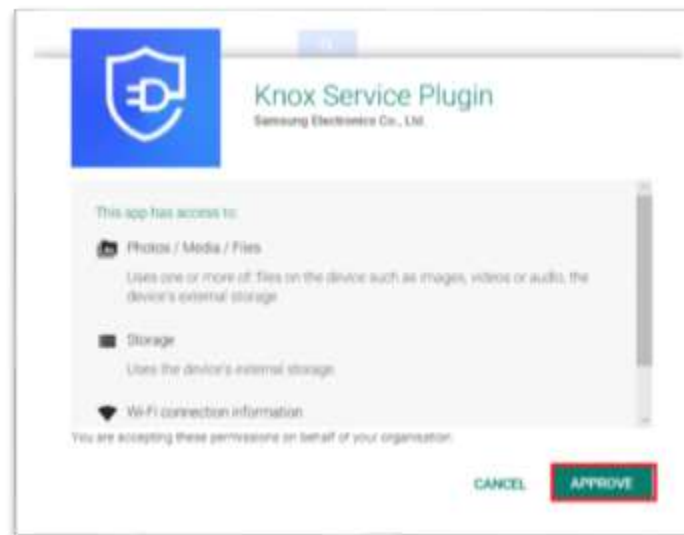 Knox Service Plugin
Samsung Electronics Co., Ltd.
This app has access to:
Photos / Media / Files
Uses one or more of: files on the device such as images, videos or audio, the
device's external storage
Storage
Uses the device's external storage
Wi-Fi connection information
You are accepting these permissions on behalf of your organisation.
CANCEL
APPROVE